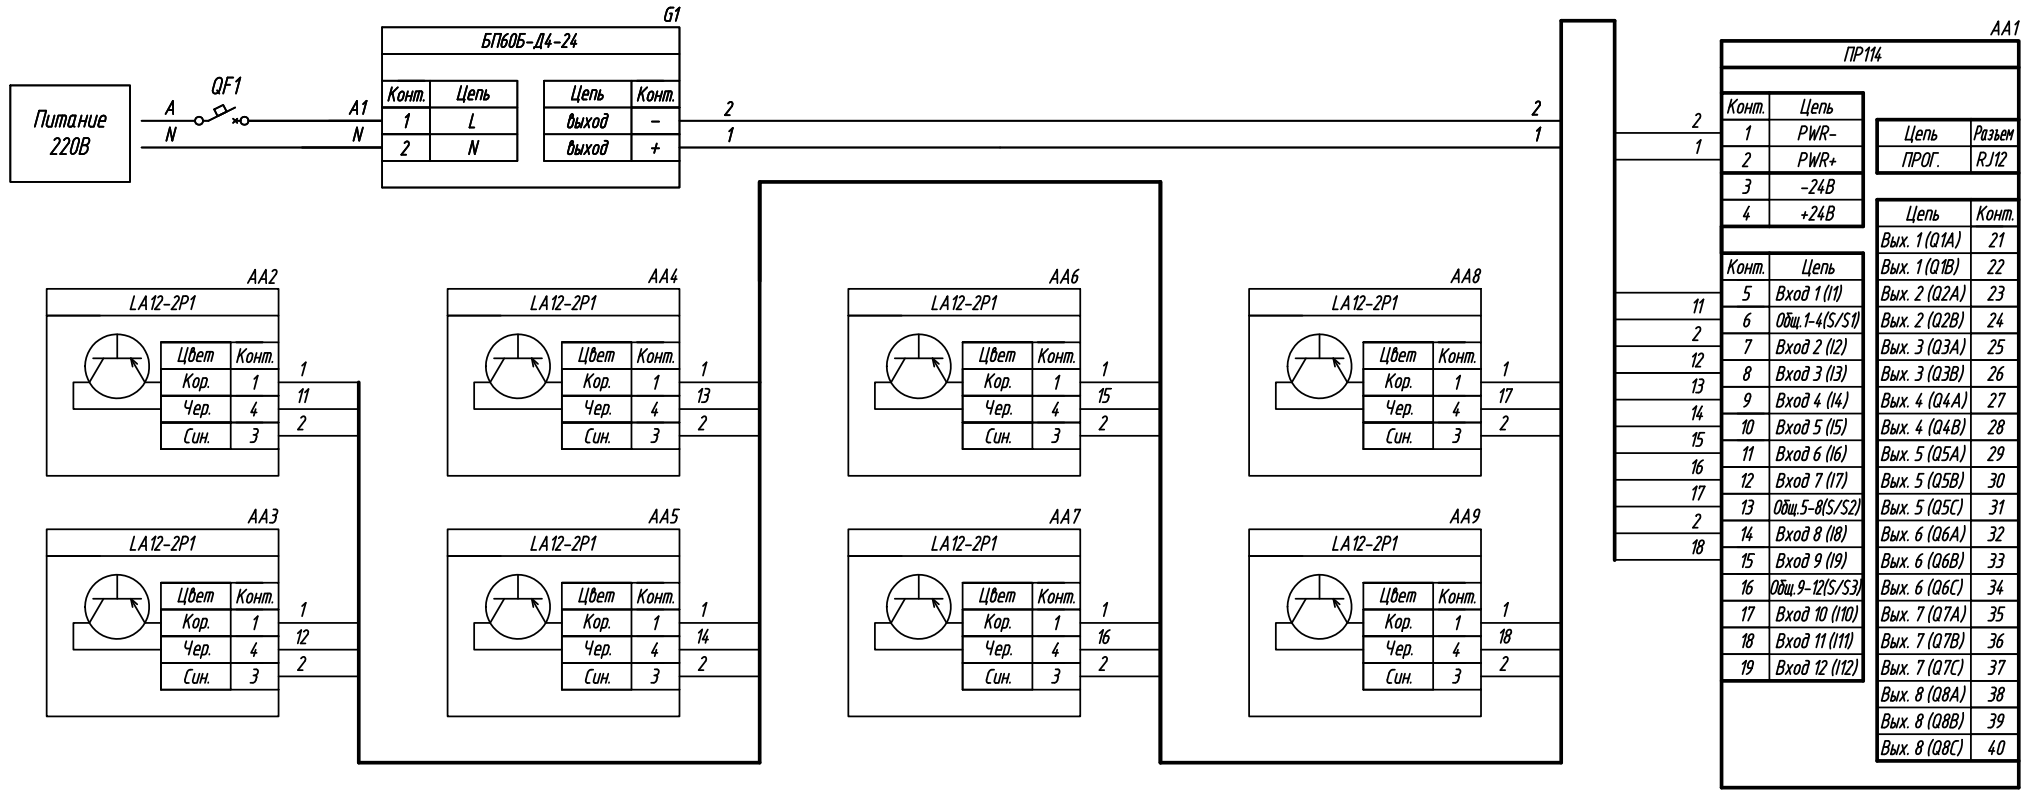 G1
БП60Б-Д4-24
Конт. Цепь
1 L
2 N
Цепь Конт.
выход -
выход +
Питание
220В
A
QF1
A1
N
N
2
1
2
1
AA1
ПР114
Конт. Цепь
1 PWR-
2 PWR+
3 -24В
4 +24В
2
1
Цепь Разъем
ПРОГ. RJ12
Конт. Цепь
5 Вход 1 (I1)
6 Общ.1-4(S/S1)
7 Вход 2 (I2)
8 Вход 3 (I3)
9 Вход 4 (I4)
10 Вход 5 (I5)
11 Вход 6 (I6)
12 Вход 7 (I7)
13 Общ.5-8(S/S2)
14 Вход 8 (I8)
15 Вход 9 (I9)
16 Общ.9-12(S/S3)
17 Вход 10 (I10)
18 Вход 11 (I11)
19 Вход 12 (I12)
11
2
12
13
14
15
16
17
2
18
Цепь Конт.
Вых. 1 (Q1A) 21
Вых. 1 (Q1B) 22
Вых. 2 (Q2A) 23
Вых. 2 (Q2B) 24
Вых. 3 (Q3A) 25
Вых. 3 (Q3B) 26
Вых. 4 (Q4A) 27
Вых. 4 (Q4B) 28
Вых. 5 (Q5A) 29
Вых. 5 (Q5B) 30
Вых. 5 (Q5C) 31
Вых. 6 (Q6A) 32
Вых. 6 (Q6B) 33
Вых. 6 (Q6C) 34
Вых. 7 (Q7A) 35
Вых. 7 (Q7B) 36
Вых. 7 (Q7C) 37
Вых. 8 (Q8A) 38
Вых. 8 (Q8B) 39
Вых. 8 (Q8C) 40
AA2
LA12-2P1
Цвет Конт.
Кор. 1 1
Чер. 4 11
Син. 3 2
AA4
LA12-2P1
Цвет Конт.
Кор. 1 1
Чер. 4 13
Син. 3 2
AA6
LA12-2P1
Цвет Конт.
Кор. 1 1
Чер. 4 15
Син. 3 2
AA8
LA12-2P1
Цвет Конт.
Кор. 1 1
Чер. 4 17
Син. 3 2
AA3
LA12-2P1
Цвет Конт.
Кор. 1 1
Чер. 4 12
Син. 3 2
AA5
LA12-2P1
Цвет Конт.
Кор. 1 1
Чер. 4 14
Син. 3 2
AA7
LA12-2P1
Цвет Конт.
Кор. 1 1
Чер. 4 16
Син. 3 2
AA9
LA12-2P1
Цвет Конт.
Кор. 1 1
Чер. 4 18
Син. 3 2